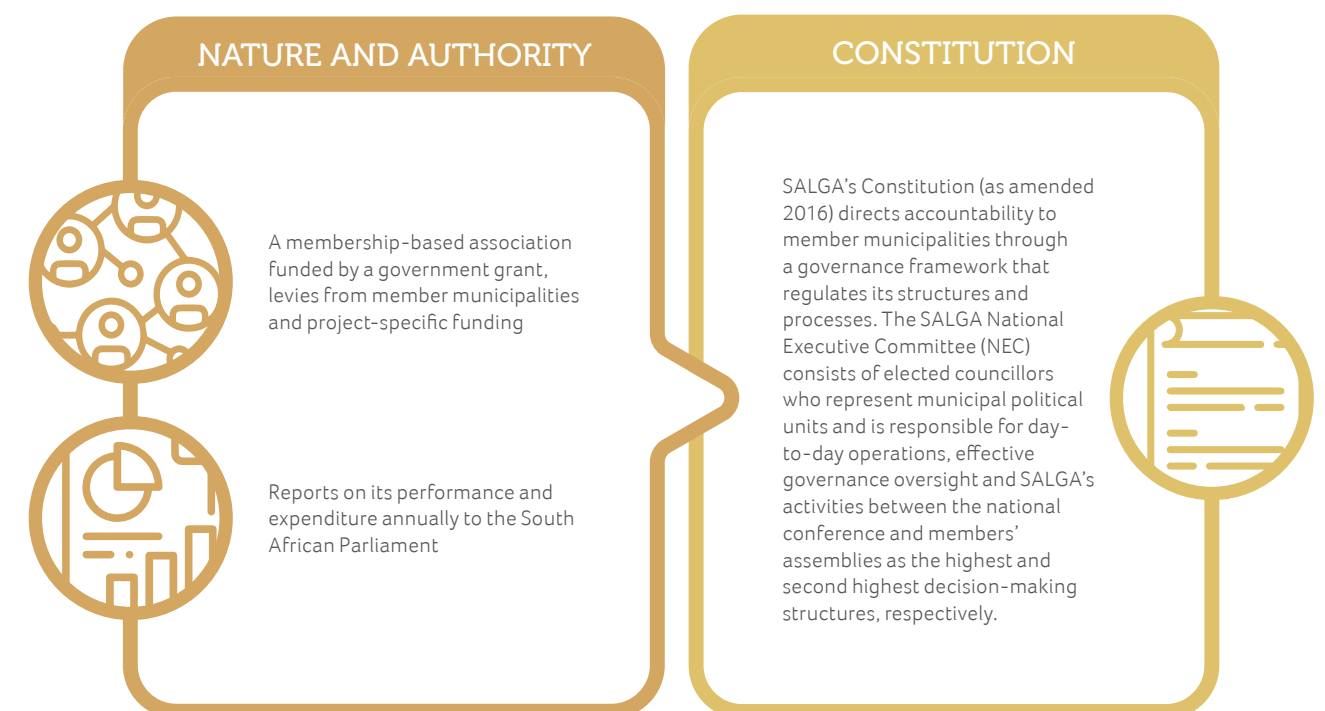 NATURE AND AUTHORITY
A membership-based association
funded by a government grant,
levies from member municipalities
and project-specific funding
Reports on its performance and
expenditure annually to the South
African Parliament
CONSTITUTION
SALGA’s Constitution (as amended
2016) directs accountability to
member municipalities through
a governance framework that
regulates its structures and
processes. The SALGA National
Executive Committee (NEC)
consists of elected councillors
who represent municipal political
units and is responsible for day-
to-day operations, effective
governance oversight and SALGA’s
activities between the national
conference and members’
assemblies as the highest and
second highest decision-making
structures, respectively.